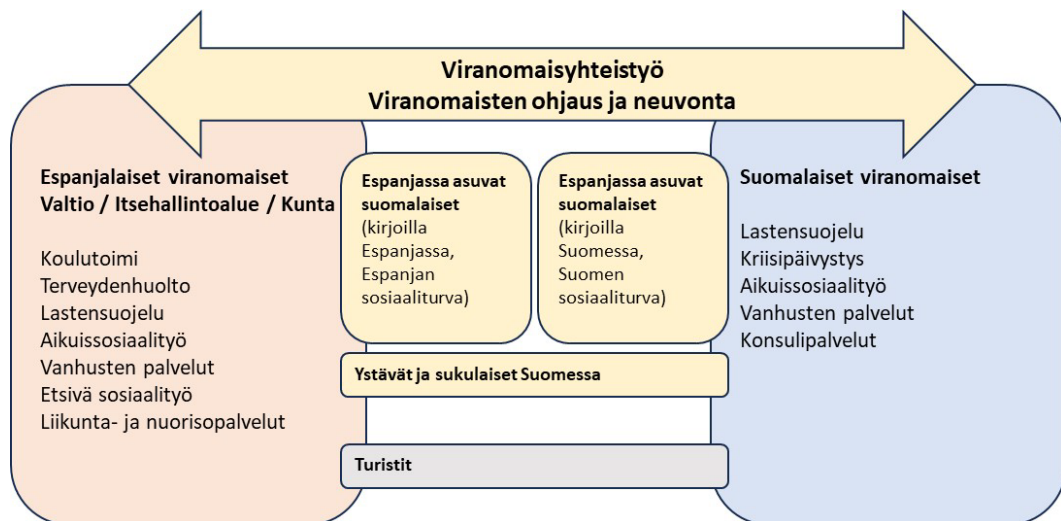 Viranomaisyhteistyö
Viranomaisten ohjaus ja neuvonta
Espanjalaiset viranomaiset
Valtio / Itsehallintoalue / Kunta
Koulutoimi
Terveydenhuolto
Lastensuojelu
Aikuissosiaalityö
Vanhusten palvelut
Etsivä sosiaalityö
Liikunta- ja nuorisopalvelut
Espanjassa asuvat
suomalaiset
(kirjoilla
Espanjassa,
Espanjan
sosiaaliturva)
Espanjassa asuvat
suomalaiset
(kirjoilla
Suomessa,
Suomen
sosiaaliturva)
Ystävät ja sukulaiset Suomessa
Turistit
Suomalaiset viranomaiset
Lastensuojelu
Kriisipäivystys
Aikuissosiaalityö
Vanhusten palvelut
Konsulipalvelut